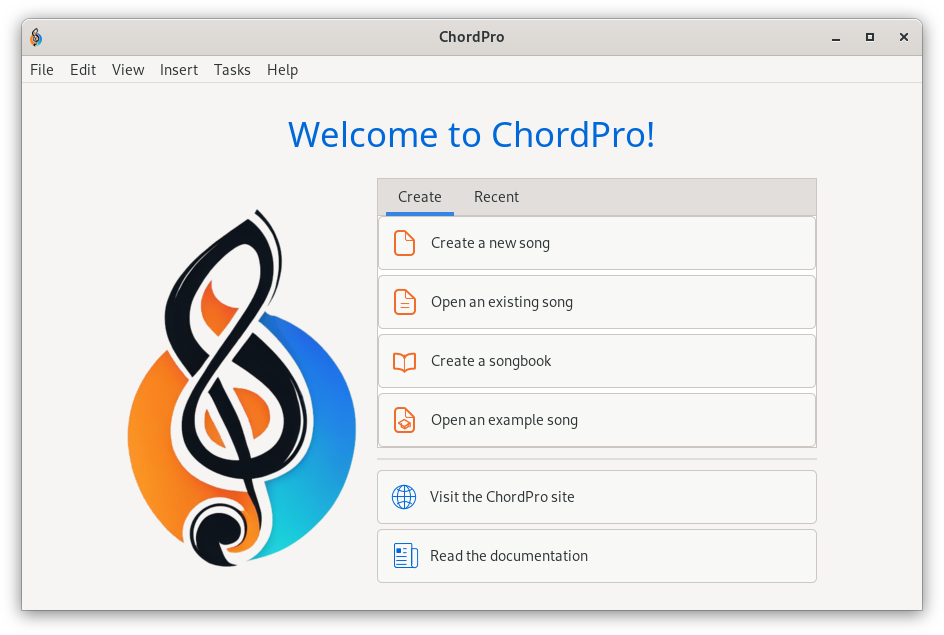 ChordPro
File Edit View Insert Tasks Help
Welcome to ChordPro!
Create Recent
Create a new song
Open an existing song
Create a songbook
Open an example song
Visit the ChordPro site
Read the documentation